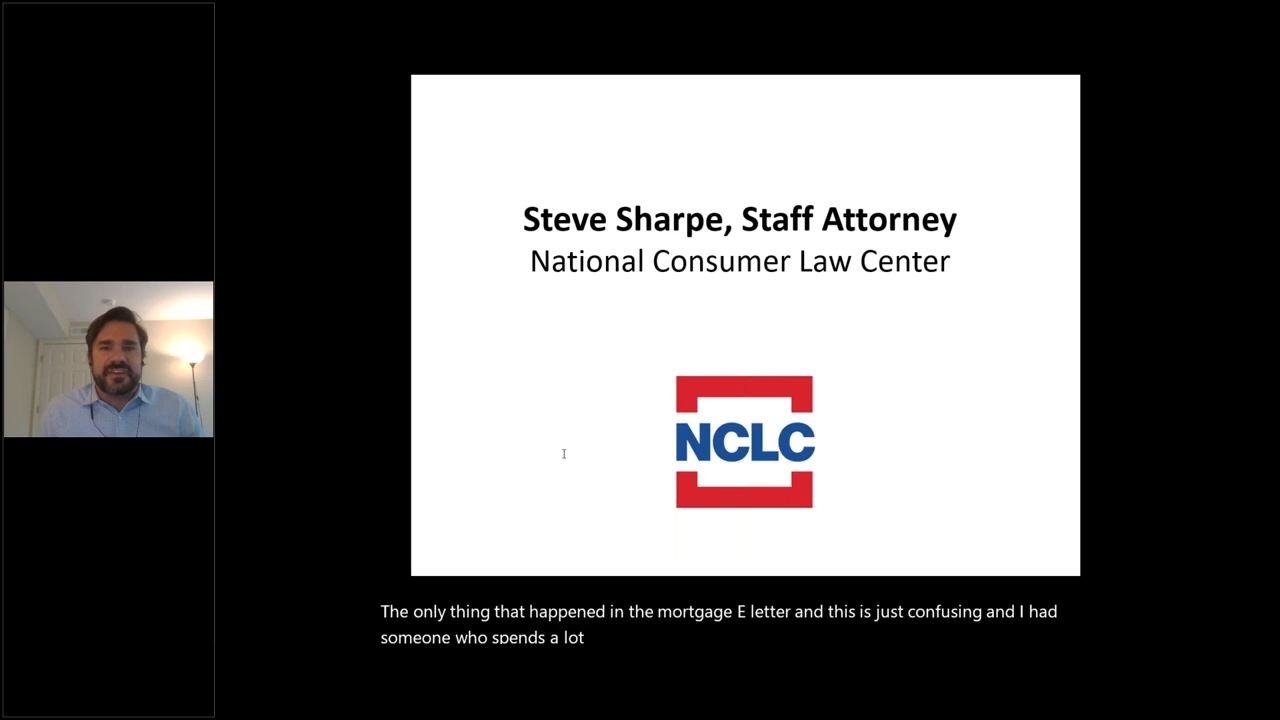 Steve Sharpe, Staff Attorney
National Consumer Law Center
NCLC
The only thing that happened in the mortgage E letter and this is just confusing and I had
someone who spends a lot